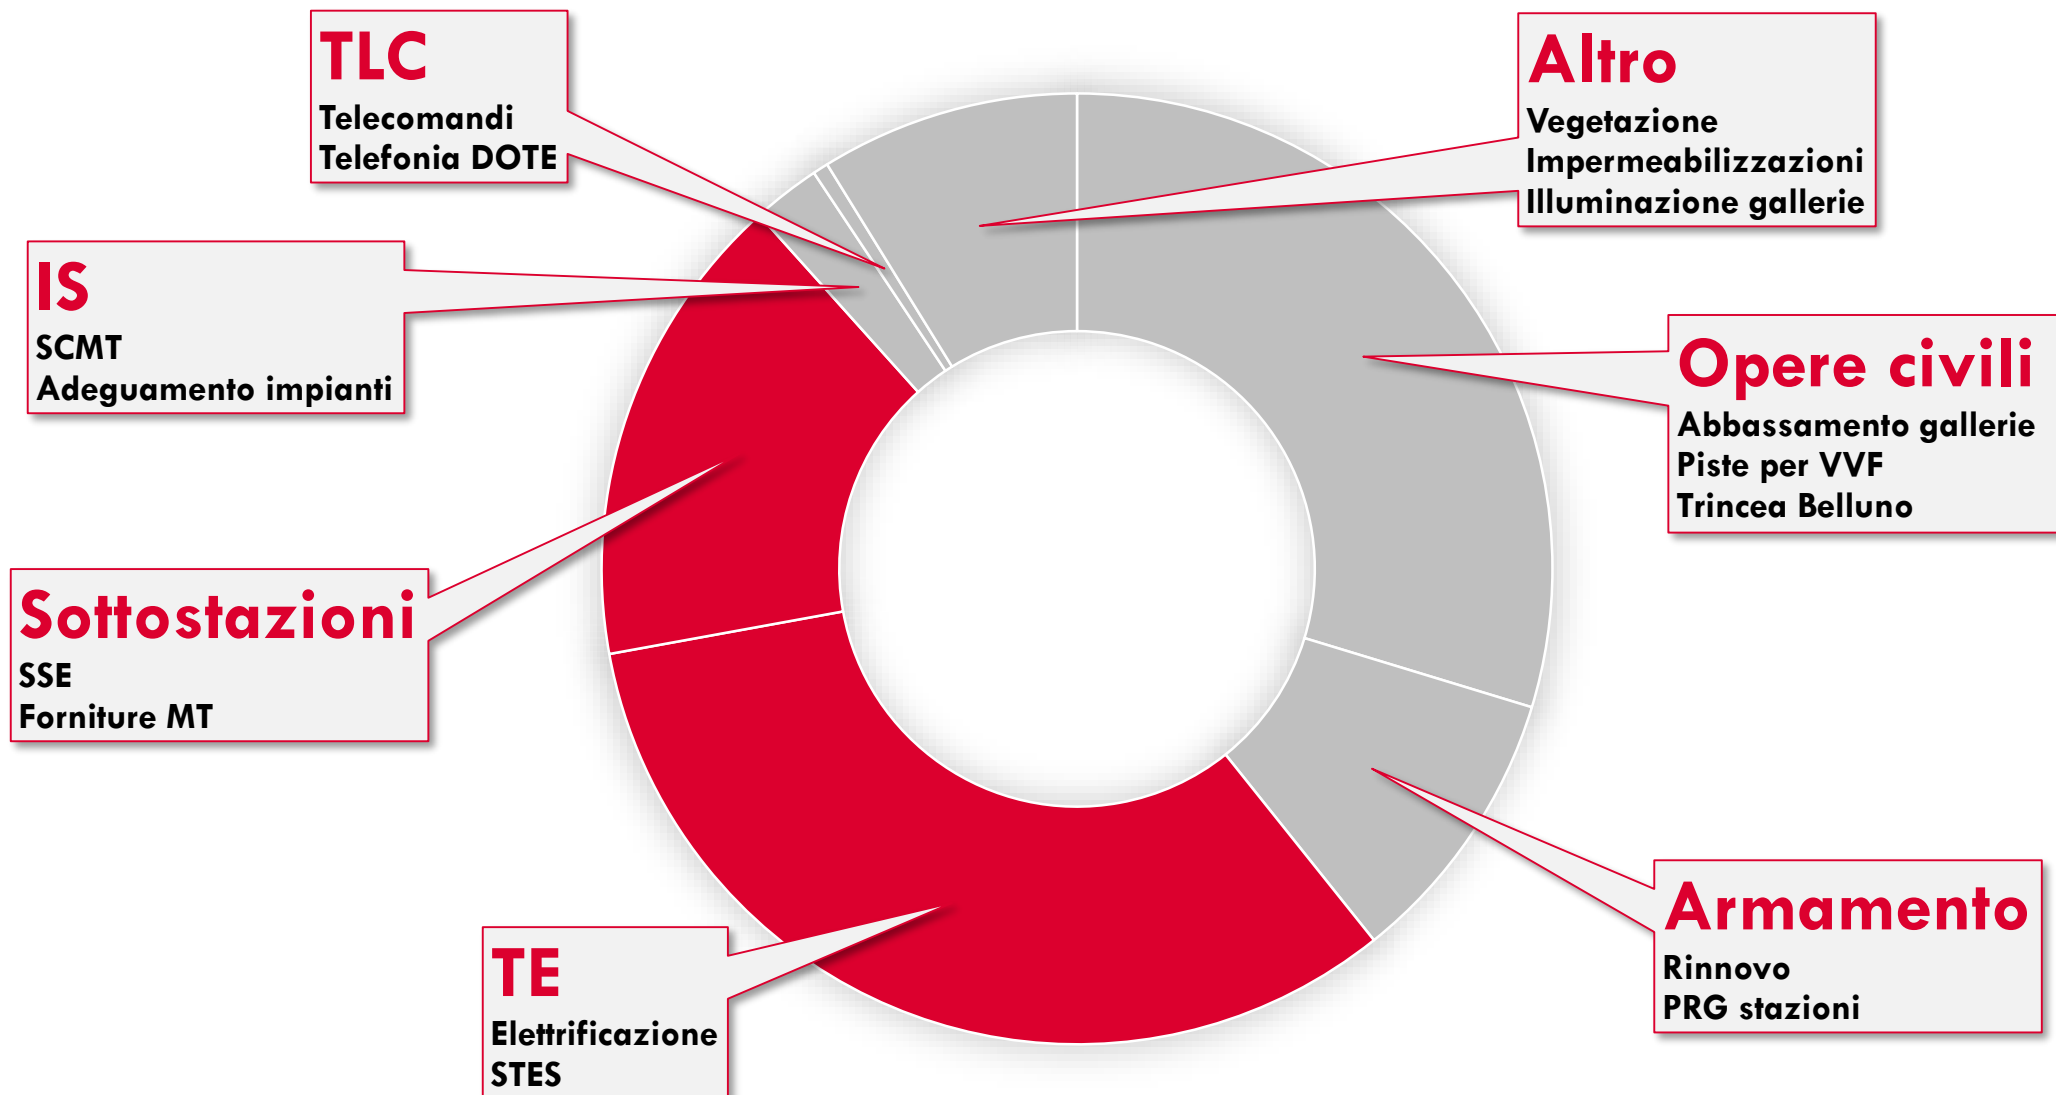 TLC
Telecomandi
Telefonia DOTE
Altro
Vegetazione
Impermeabilizzazioni
Illuminazione gallerie
IS
SCMT
Adeguamento impianti
Opere civili
Abbassamento gallerie
Piste per VVF
Trincea Belluno
Sottostazioni
SSE
Forniture MT
Armamento
Rinnovo
PRG stazioni
TE
Elettrificazione
STES